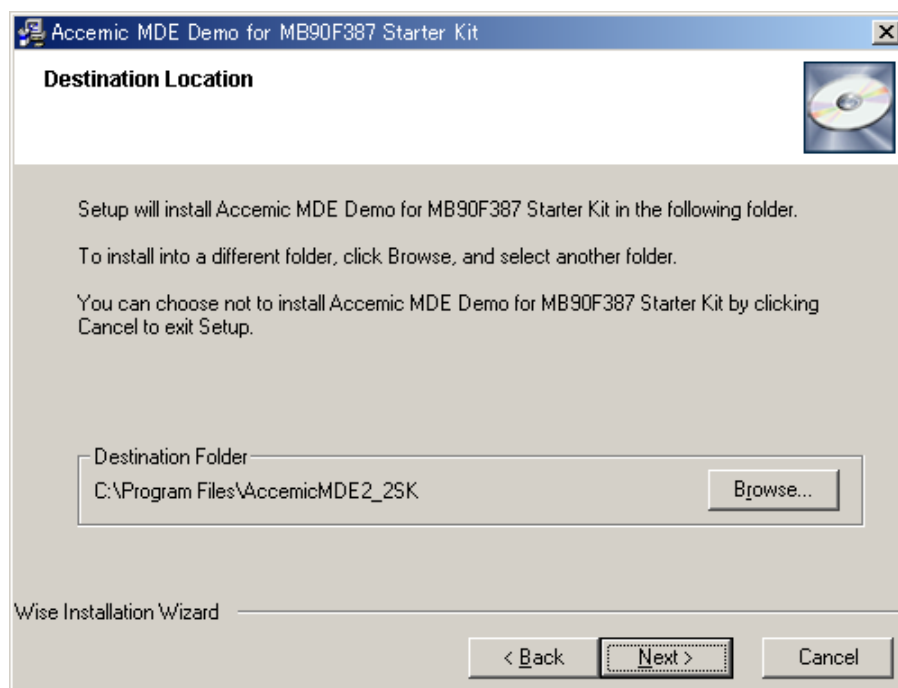 Accemic MDE Demo for MB90F387 Starter Kit
Destination Location
Setup will install Accemic MDE Demo for MB90F387 Starter Kit in the following folder.
To install into a different folder, click Browse, and select another folder.
You can choose not to install Accemic MDE Demo for MB90F387 Starter Kit by clicking
Cancel to exit Setup.
Destination Folder
C:\Program Files\AccemicMDE2_2SK
Browse...
Wise Installation Wizard
< Back
Next >
Cancel